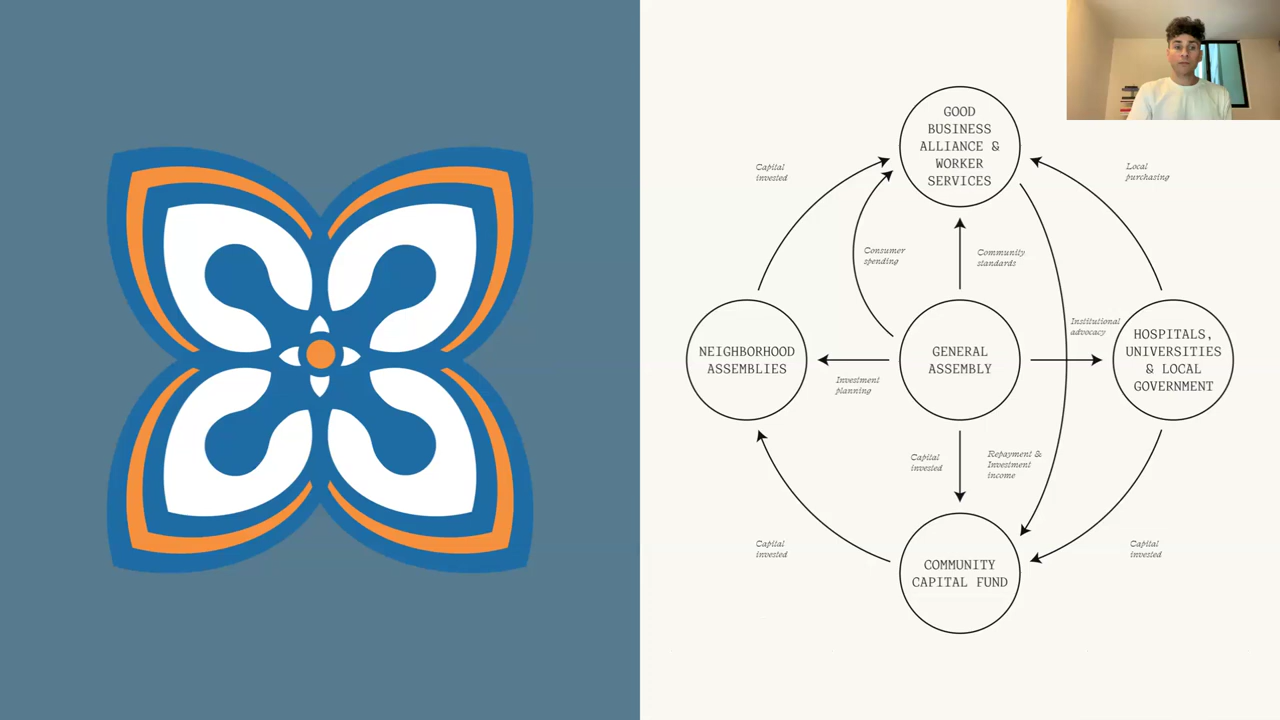 GOOD
BUSINESS
ALLIANCE &
WORKER
SERVICES
Capital
invested
Local
purchasing
Consumer
spending
Community
standards
Institutional
advocacy
NEIGHBORHOOD
ASSEMBLIES
GENERAL
ASSEMBLY
HOSPITALS,
UNIVERSITIES
& LOCAL
GOVERNMENT
Investment
planning
Capital
invested
Repayment &
Investment
income
Capital
invested
Capital
invested
COMMUNITY
CAPITAL FUND